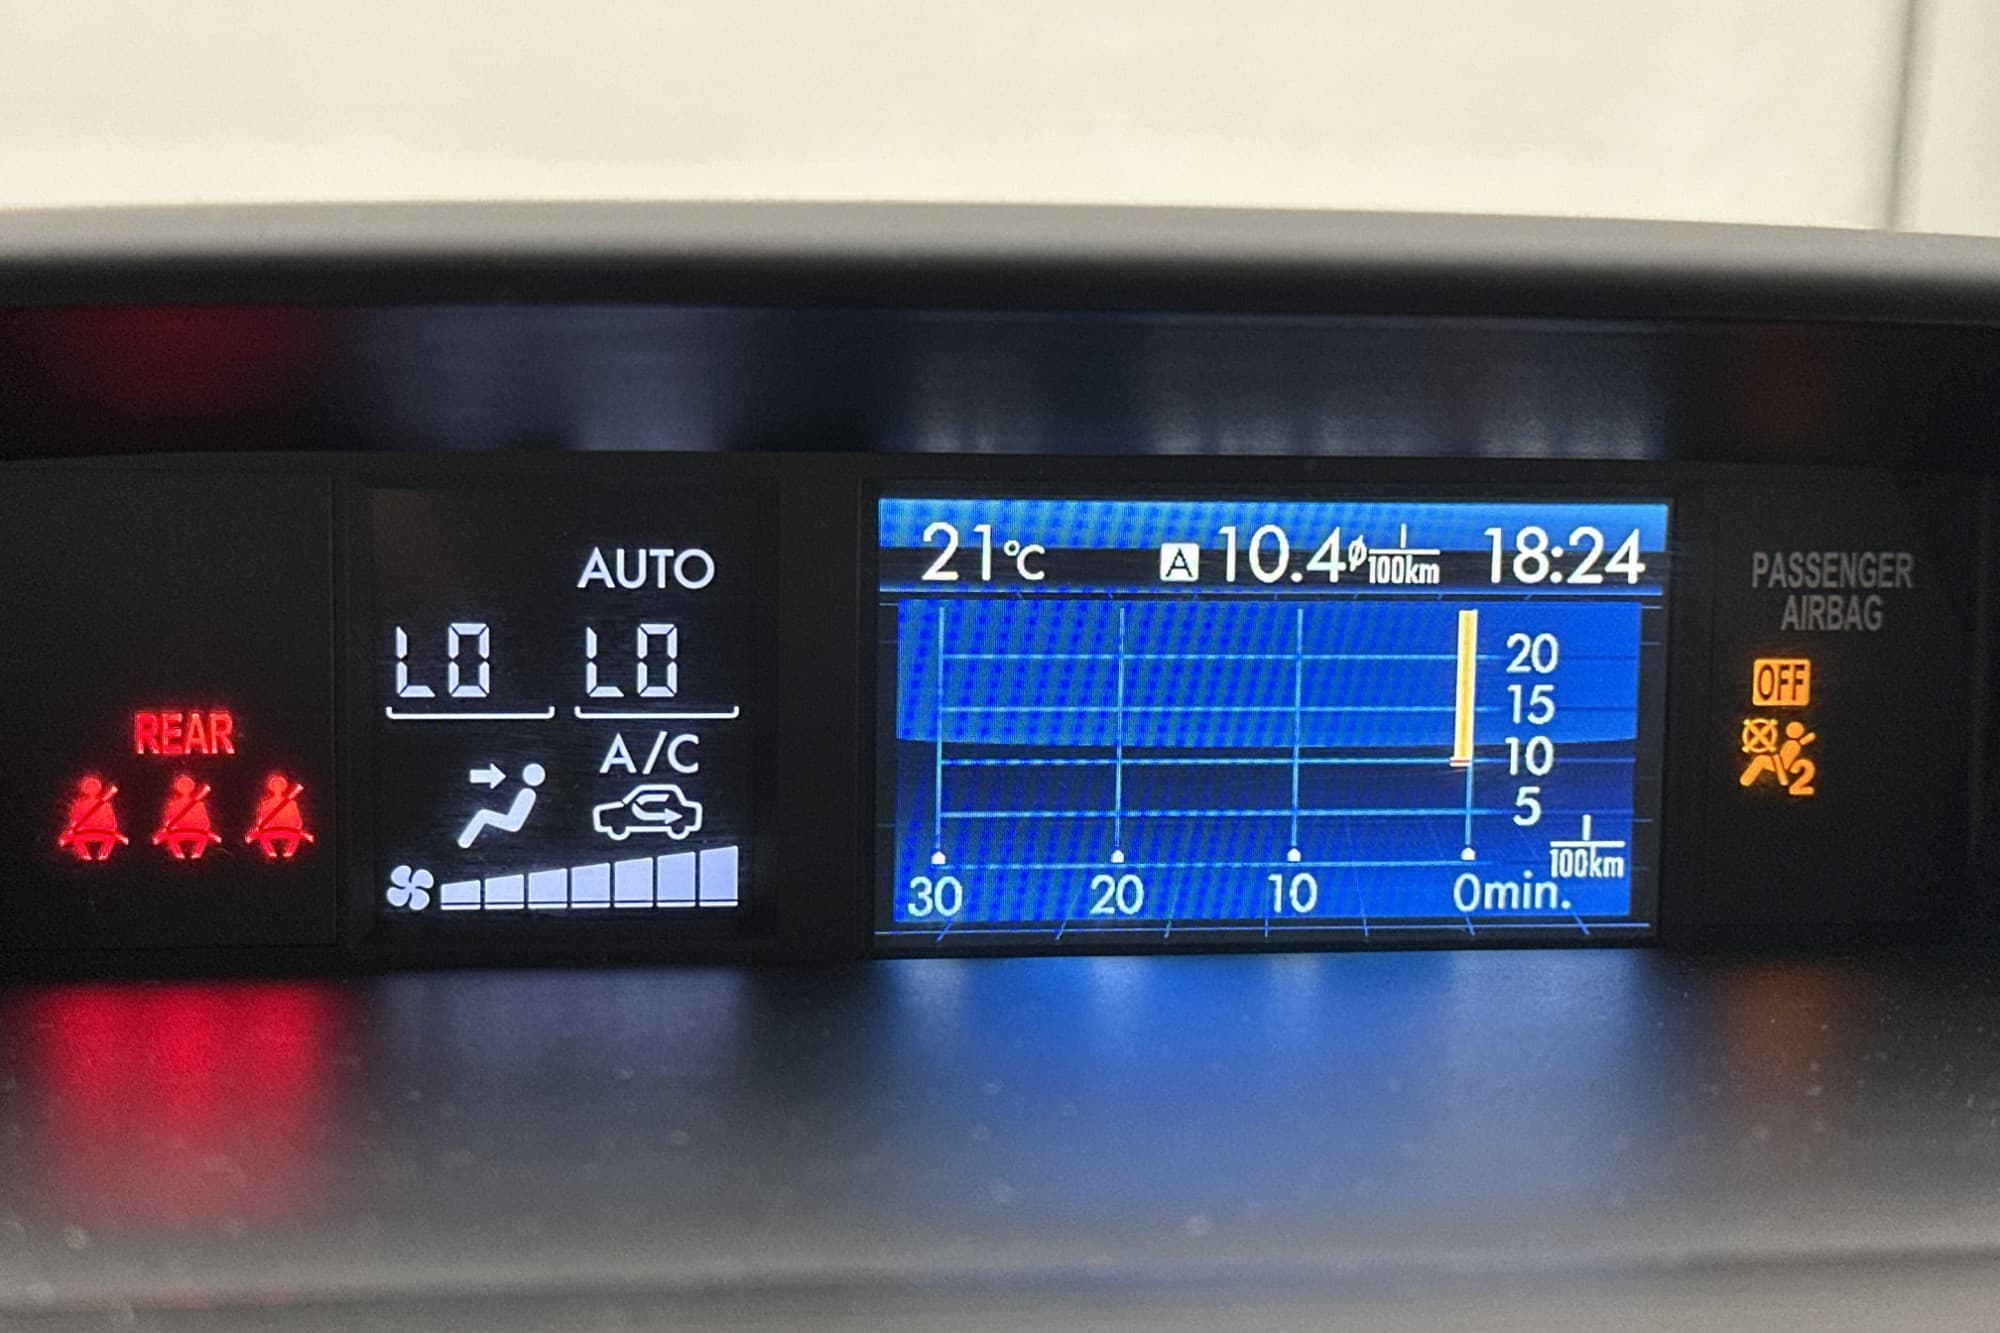 REAR
AUTO
LO LO
A/C
21°C A 10.4ø l/100km 18:24
20
15
10
5
l/100km
30 20 10 0min.
PASSENGER
AIRBAG
OFF
2